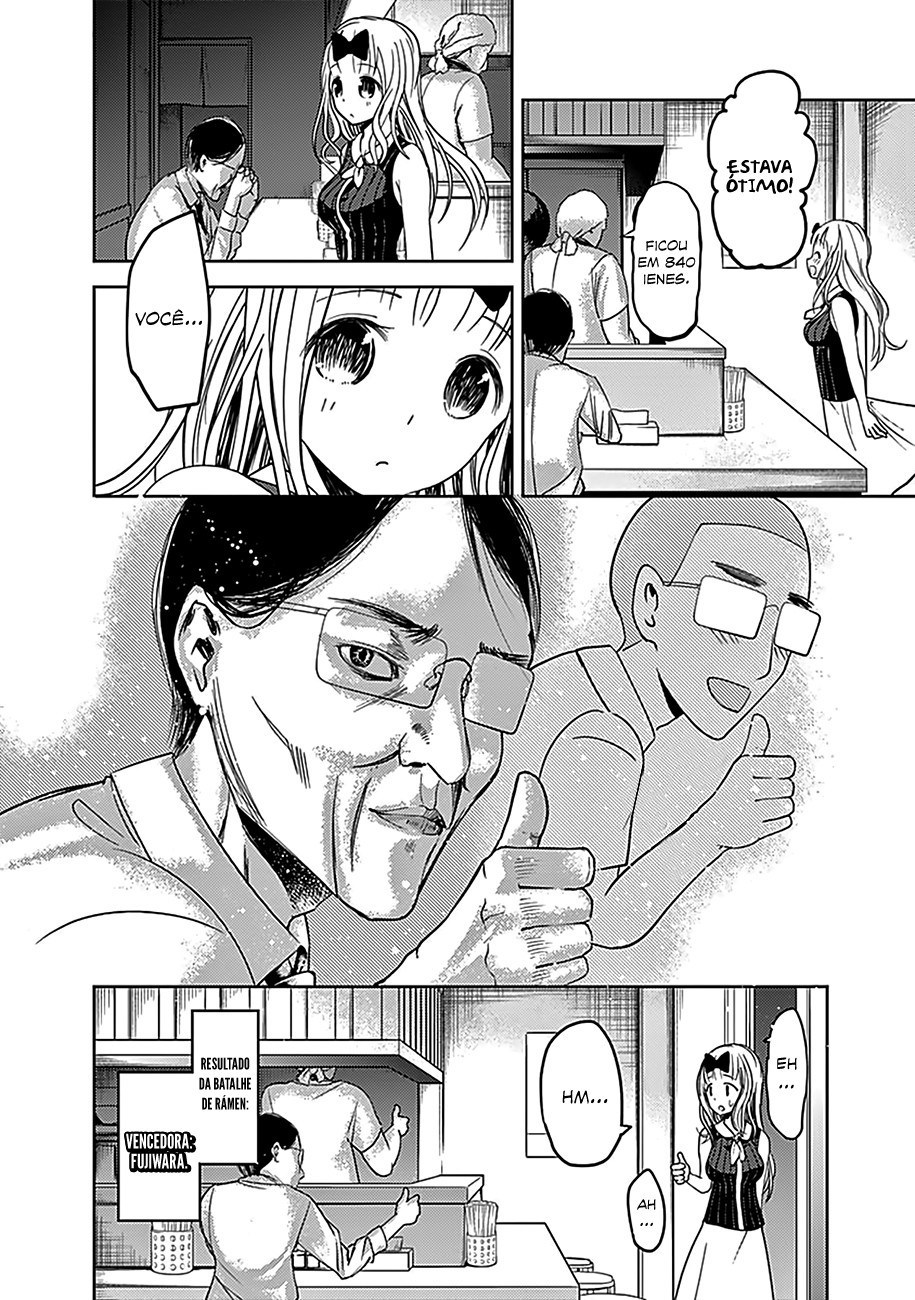 ESTAVA
ÓTIMO!
FICOU
EM 840
IENES.
VOCÊ...
EH
...
HM...
AH
...
RESULTADO
DA BATALHE
DE RÁMEN:
VENCEDORA:
FUJIWARA.